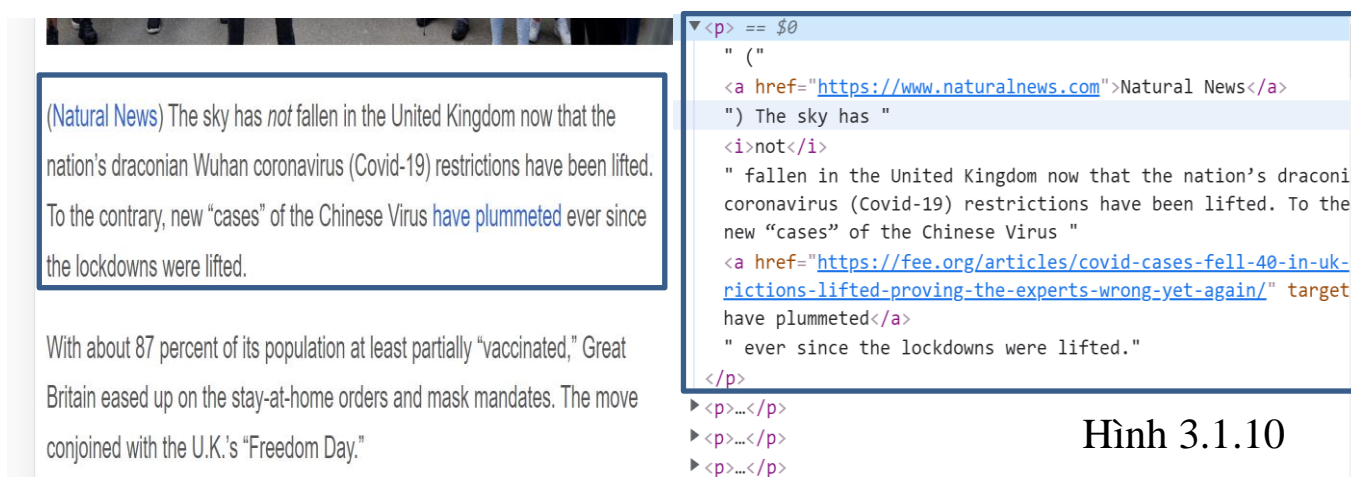 (Natural News) The sky has not fallen in the United Kingdom now that the
nation’s draconian Wuhan coronavirus (Covid-19) restrictions have been lifted.
To the contrary, new “cases” of the Chinese Virus have plummeted ever since
the lockdowns were lifted.
With about 87 percent of its population at least partially “vaccinated,” Great
Britain eased up on the stay-at-home orders and mask mandates. The move
conjoined with the U.K.’s “Freedom Day.”
▼<p> == $0
" ("
<a href="https://www.naturalnews.com">Natural News</a>
") The sky has "
<i>not</i>
" fallen in the United Kingdom now that the nation’s draconi
coronavirus (Covid-19) restrictions have been lifted. To the
new “cases” of the Chinese Virus "
<a href="https://fee.org/articles/covid-cases-fell-40-in-uk-
rictions-lifted-proving-the-experts-wrong-yet-again/" target
have plummeted</a>
" ever since the lockdowns were lifted."
</p>
▶<p>…</p>
▶<p>…</p>
▶<p>…</p>
Hình 3.1.10